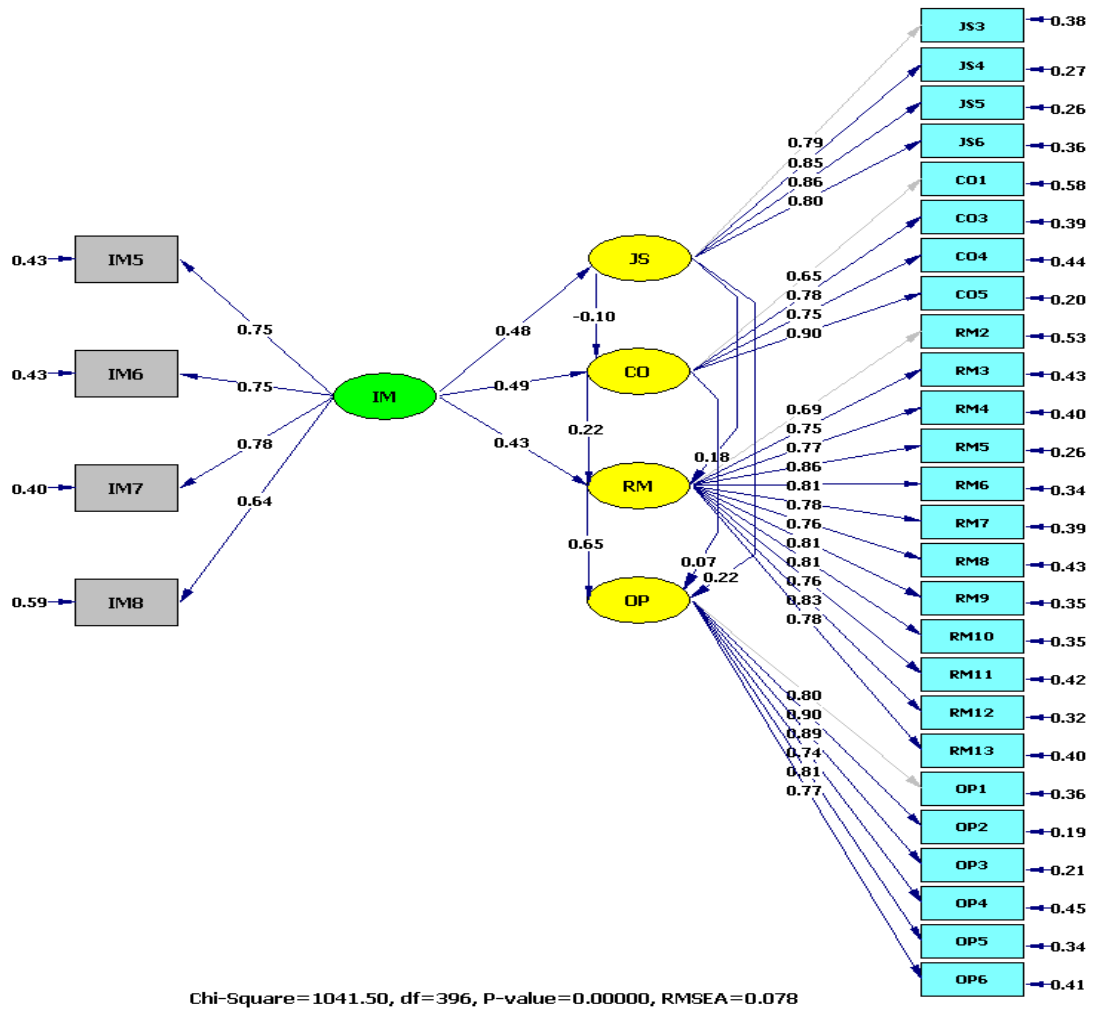 JS3
0.38
JS4
0.27
JS5
0.26
JS6
0.36
CO1
0.58
CO3
0.39
CO4
0.44
CO5
0.20
RM2
0.53
RM3
0.43
RM4
0.40
RM5
0.26
RM6
0.34
RM7
0.39
RM8
0.43
RM9
0.35
RM10
0.35
RM11
0.42
RM12
0.32
RM13
0.40
OP1
0.36
OP2
0.19
OP3
0.21
OP4
0.45
OP5
0.34
OP6
0.41
0.43
IM5
0.43
IM6
0.40
IM7
0.59
IM8
0.75
0.75
0.78
0.64
IM
0.48
0.49
0.43
JS
-0.10
CO
0.22
RM
0.65
OP
0.18
0.07
0.22
0.79
0.85
0.86
0.80
0.65
0.78
0.75
0.90
0.69
0.75
0.77
0.86
0.81
0.78
0.76
0.81
0.81
0.76
0.83
0.78
0.80
0.90
0.89
0.74
0.81
0.77
Chi-Square=1041.50, df=396, P-value=0.00000, RMSEA=0.078